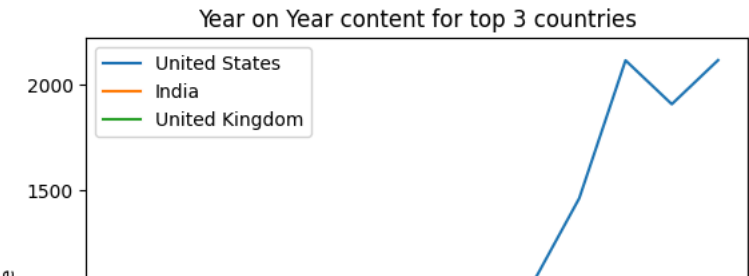 Year on Year content for top 3 countries
United States
India
United Kingdom
2000
1500